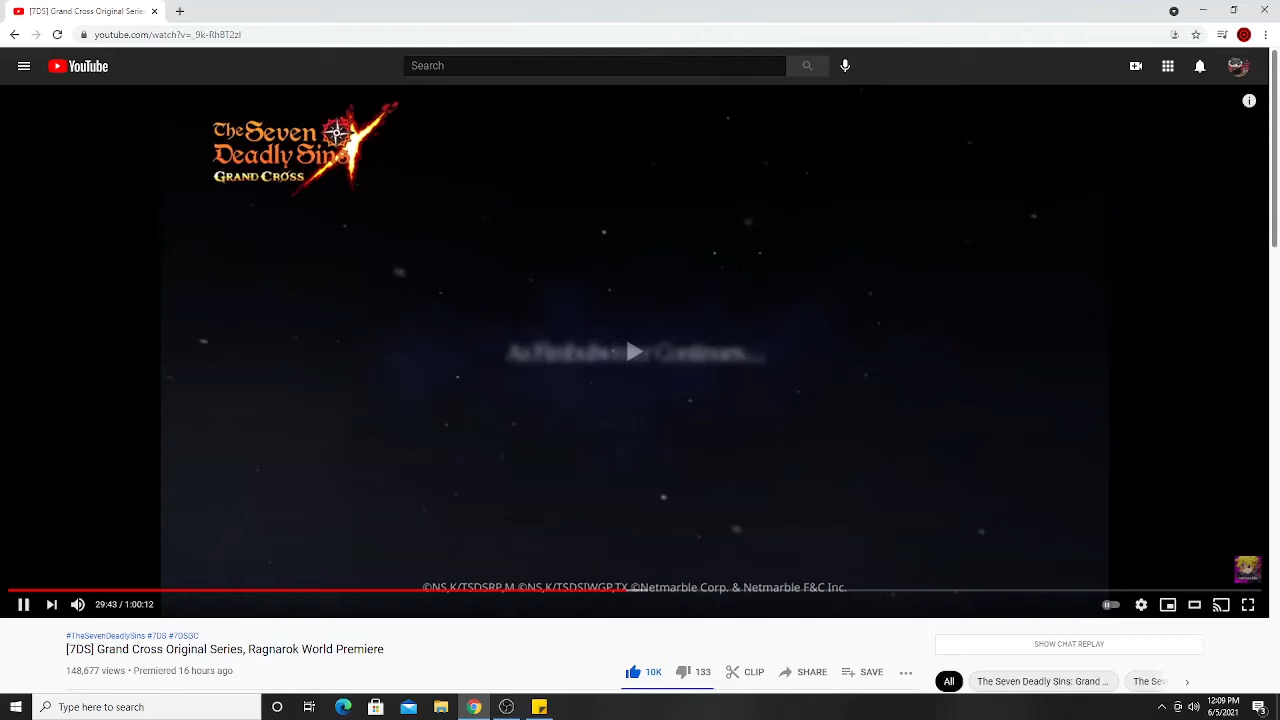 [7DS] Grand Cross Original Series
youtube.com/watch?v=_9k-RhBT2zI
YouTube
Search
The Seven
Deadly Sins
GRAND CROSS
©NS,K/TSDSRP,M ©NS,K/TSDSIWGP,TX ©Netmarble Corp. & Netmarble F&C Inc.
29:43 / 1:00:12
#TheSevenDeadlySins #7DS #7DSGC
[7DS] Grand Cross Original Series, Ragnarok World Premiere
148,677 views • Premiered 16 hours ago
10K
133
CLIP
SHARE
SAVE
SHOW CHAT REPLAY
All
The Seven Deadly Sins: Grand ...
The Sev
Type here to search
12:09 PM
6/5/2021